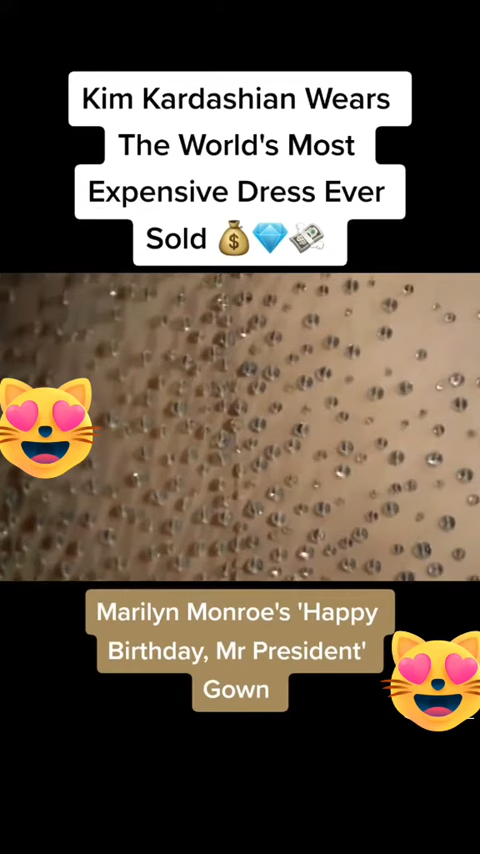 Kim Kardashian Wears
The World's Most
Expensive Dress Ever
Sold 💰💎💸
Marilyn Monroe's 'Happy
Birthday, Mr President'
Gown